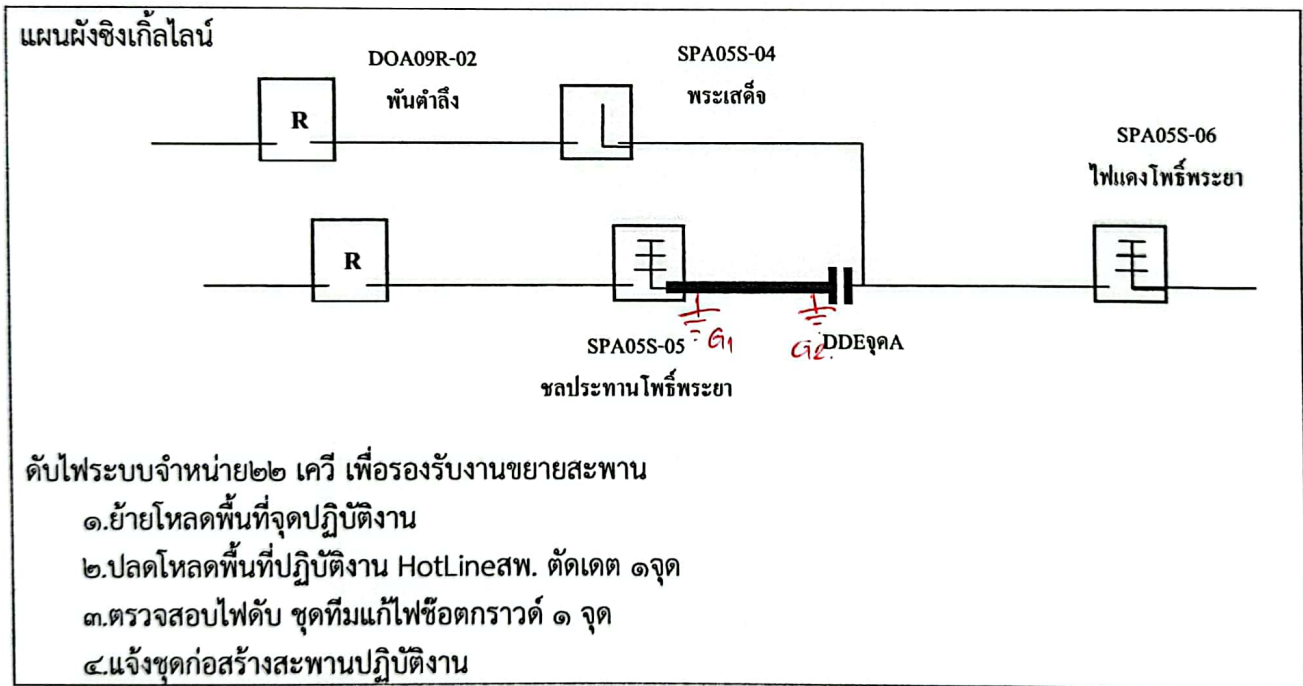 แผนผังซิงเกิ้ลไลน์
DOA09R-02
พันตำลึง
SPA05S-04
พระเสด็จ
R
SPA05S-06
ไฟแดงโพธิ์พระยา
R
SPA05S-05
ชลประทานโพธิ์พระยา
G1
G2
DDEจุดA
ดับไฟระบบจำหน่าย๒๒ เควี เพื่อรองรับงานขยายสะพาน
๑.ย้ายโหลดพื้นที่จุดปฏิบัติงาน
๒.ปลดโหลดพื้นที่ปฏิบัติงาน HotLineสพ. ตัดเดต ๑จุด
๓.ตรวจสอบไฟดับ ชุดทีมแก้ไฟช๊อตกราวด์ ๑ จุด
๔.แจ้งชุดก่อสร้างสะพานปฏิบัติงาน